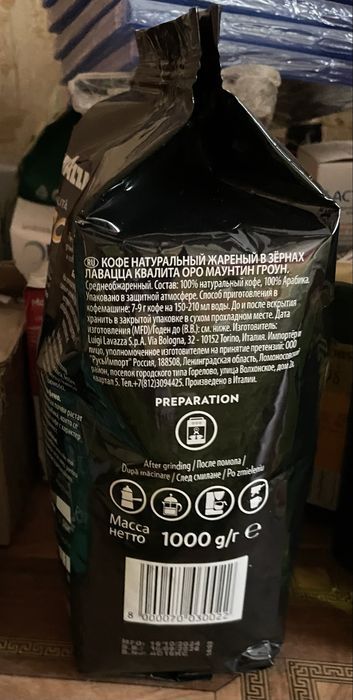 RU КОФЕ НАТУРАЛЬНЫЙ ЖАРЕНЫЙ В ЗЁРНАХ
ЛАВАЦЦА КВАЛИТА ОРО МАУНТИН ГРОУН.
Среднеобжаренный. Состав: 100% натуральный кофе, 100% Арабика.
Упаковано в защитной атмосфере. Способ приготовления в
кофемашине: 7-9 г кофе на 150-210 мл воды. До и после вскрытия
хранить в закрытой упаковке в сухом прохладном месте. Дата
изготовления (MFD)/Годен до (B.B.): см. ниже. Изготовитель:
Luigi Lavazza S.p.A., Via Bologna, 32 - 10152 Torino, Италия. Импортёр и
лицо, уполномоченное изготовителем на принятие претензий: ООО
"РусьИмпорт" Россия, 188508, Ленинградская область, Ломоносовский
район, поселок городского типа Горелово, улица Волхонское, дом 2а,
квартал 5. Тел.+7(812)3094425. Произведено в Италии.
PREPARATION
After grinding / После помола /
După măcinare / След смилане / Po zmieleniu
Масса
нетто 1000 g/г ℮
8 000070 030022